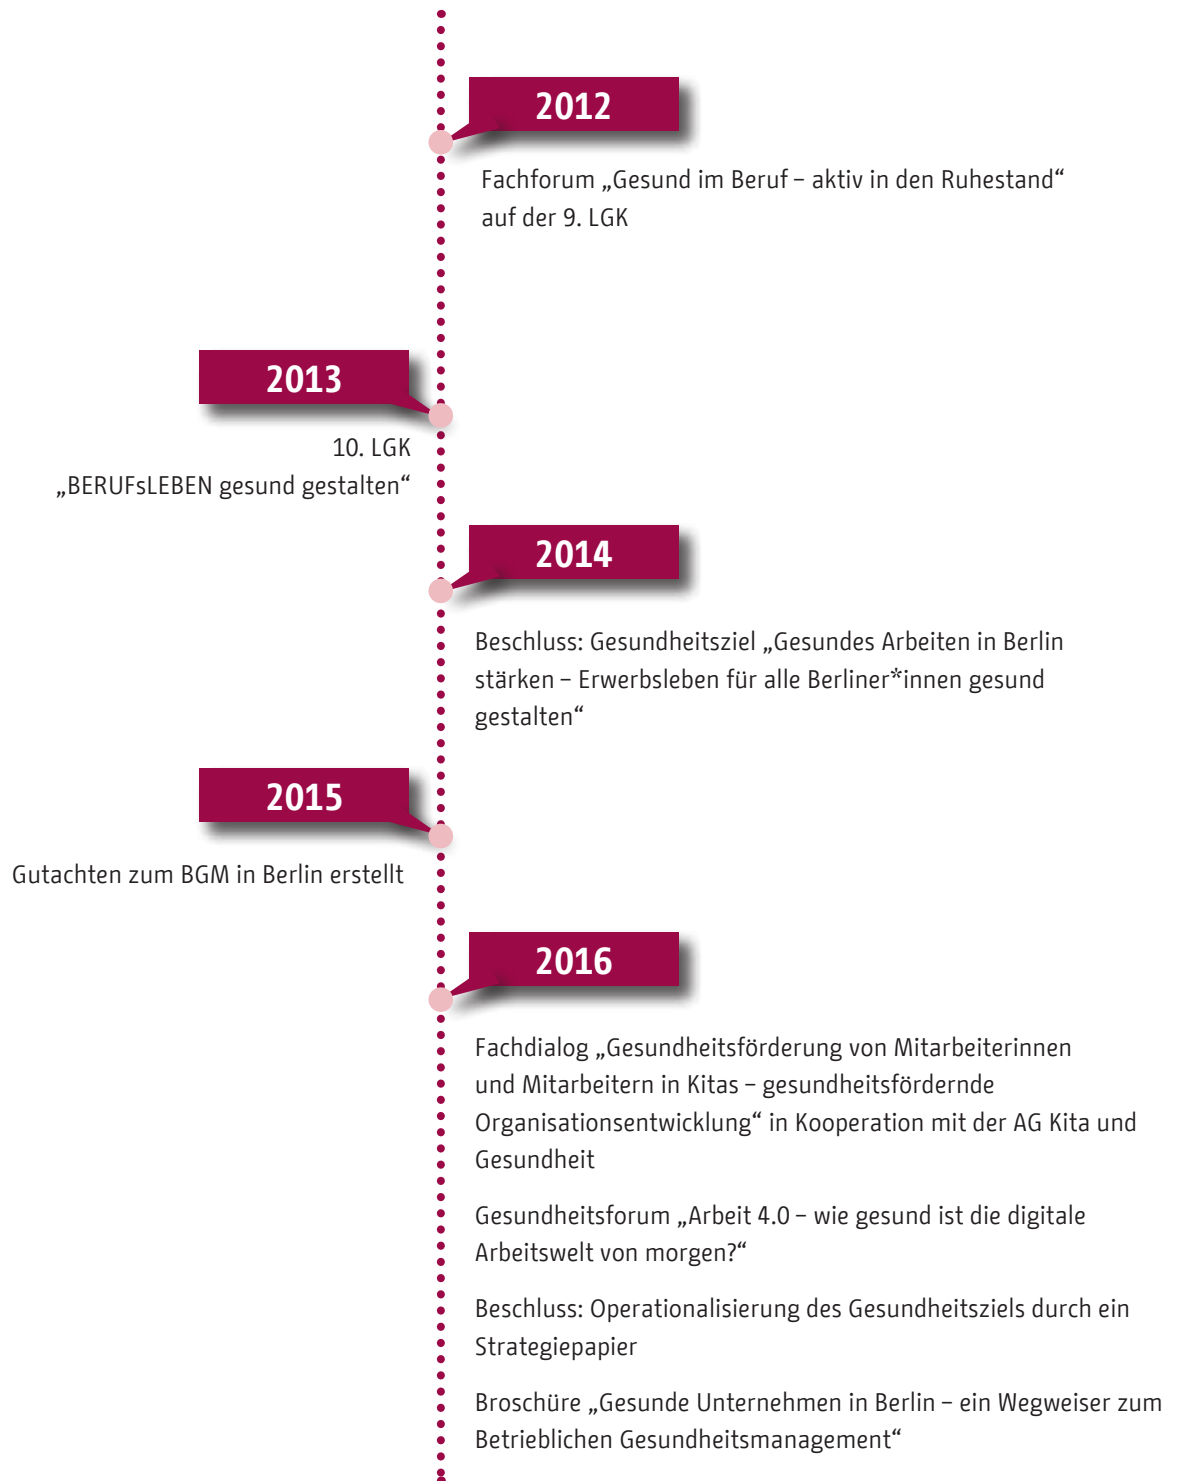 2012
Fachforum „Gesund im Beruf – aktiv in den Ruhestand“
auf der 9. LGK
2013
10. LGK
„BERUFsLEBEN gesund gestalten“
2014
Beschluss: Gesundheitsziel „Gesundes Arbeiten in Berlin
stärken – Erwerbsleben für alle Berliner*innen gesund
gestalten“
2015
Gutachten zum BGM in Berlin erstellt
2016
Fachdialog „Gesundheitsförderung von Mitarbeiterinnen
und Mitarbeitern in Kitas – gesundheitsfördernde
Organisationsentwicklung“ in Kooperation mit der AG Kita und
Gesundheit
Gesundheitsforum „Arbeit 4.0 – wie gesund ist die digitale
Arbeitswelt von morgen?“
Beschluss: Operationalisierung des Gesundheitsziels durch ein
Strategiepapier
Broschüre „Gesunde Unternehmen in Berlin – ein Wegweiser zum
Betrieblichen Gesundheitsmanagement“